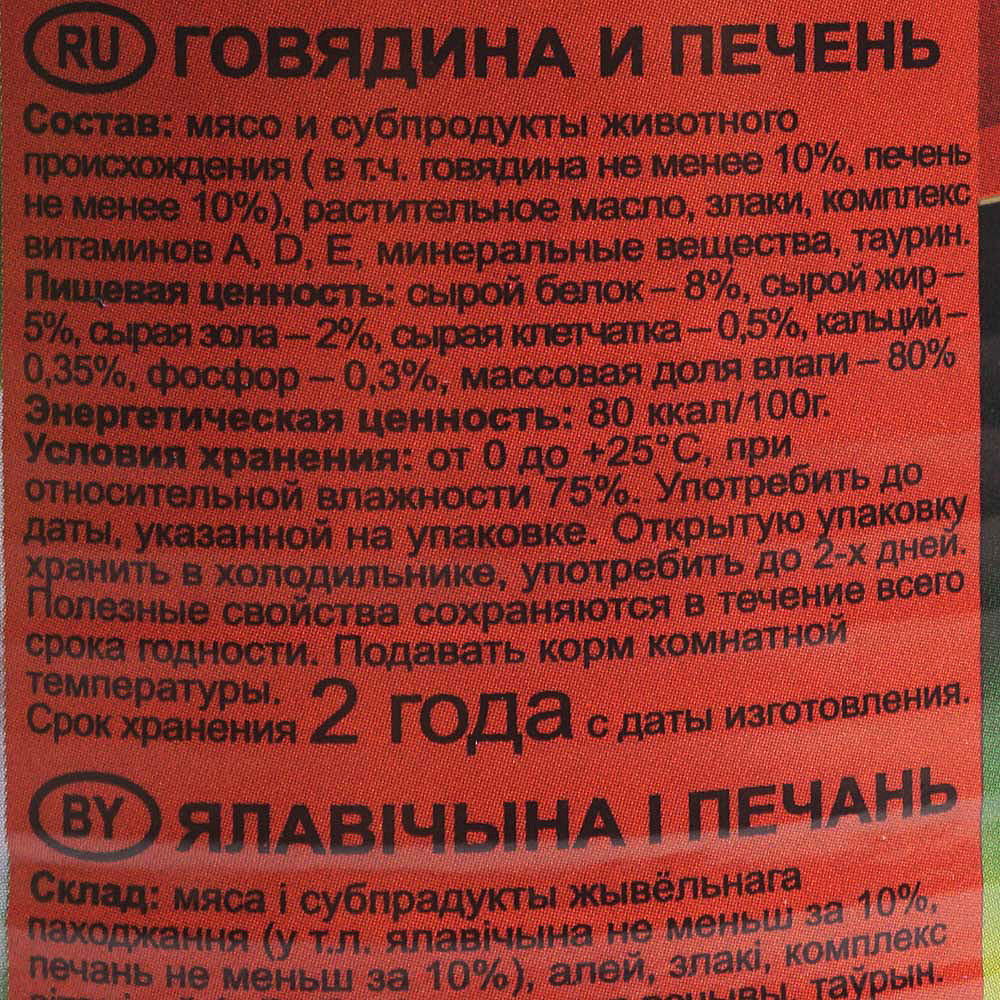 RU ГОВЯДИНА И ПЕЧЕНЬ
Состав: мясо и субпродукты животного
происхождения ( в т.ч. говядина не менее 10%, печень
не менее 10%), растительное масло, злаки, комплекс
витаминов A, D, E, минеральные вещества, таурин.
Пищевая ценность: сырой белок – 8%, сырой жир –
5%, сырая зола – 2%, сырая клетчатка – 0,5%, кальций –
0,35%, фосфор – 0,3%, массовая доля влаги – 80%
Энергетическая ценность: 80 ккал/100г.
Условия хранения: от 0 до +25°C, при
относительной влажности 75%. Употребить до
даты, указанной на упаковке. Открытую упаковку
хранить в холодильнике, употребить до 2-х дней.
Полезные свойства сохраняются в течение всего
срока годности. Подавать корм комнатной
температуры.
Срок хранения 2 года с даты изготовления.
BY ЯЛАВІЧЫНА І ПЕЧАНЬ
Склад: мяса і субпрадукты жывёльнага
паходжання (у т.л. ялавічына не меньш за 10%,
печань не меньш за 10%), алей, злакі, комплекс
таўрын.